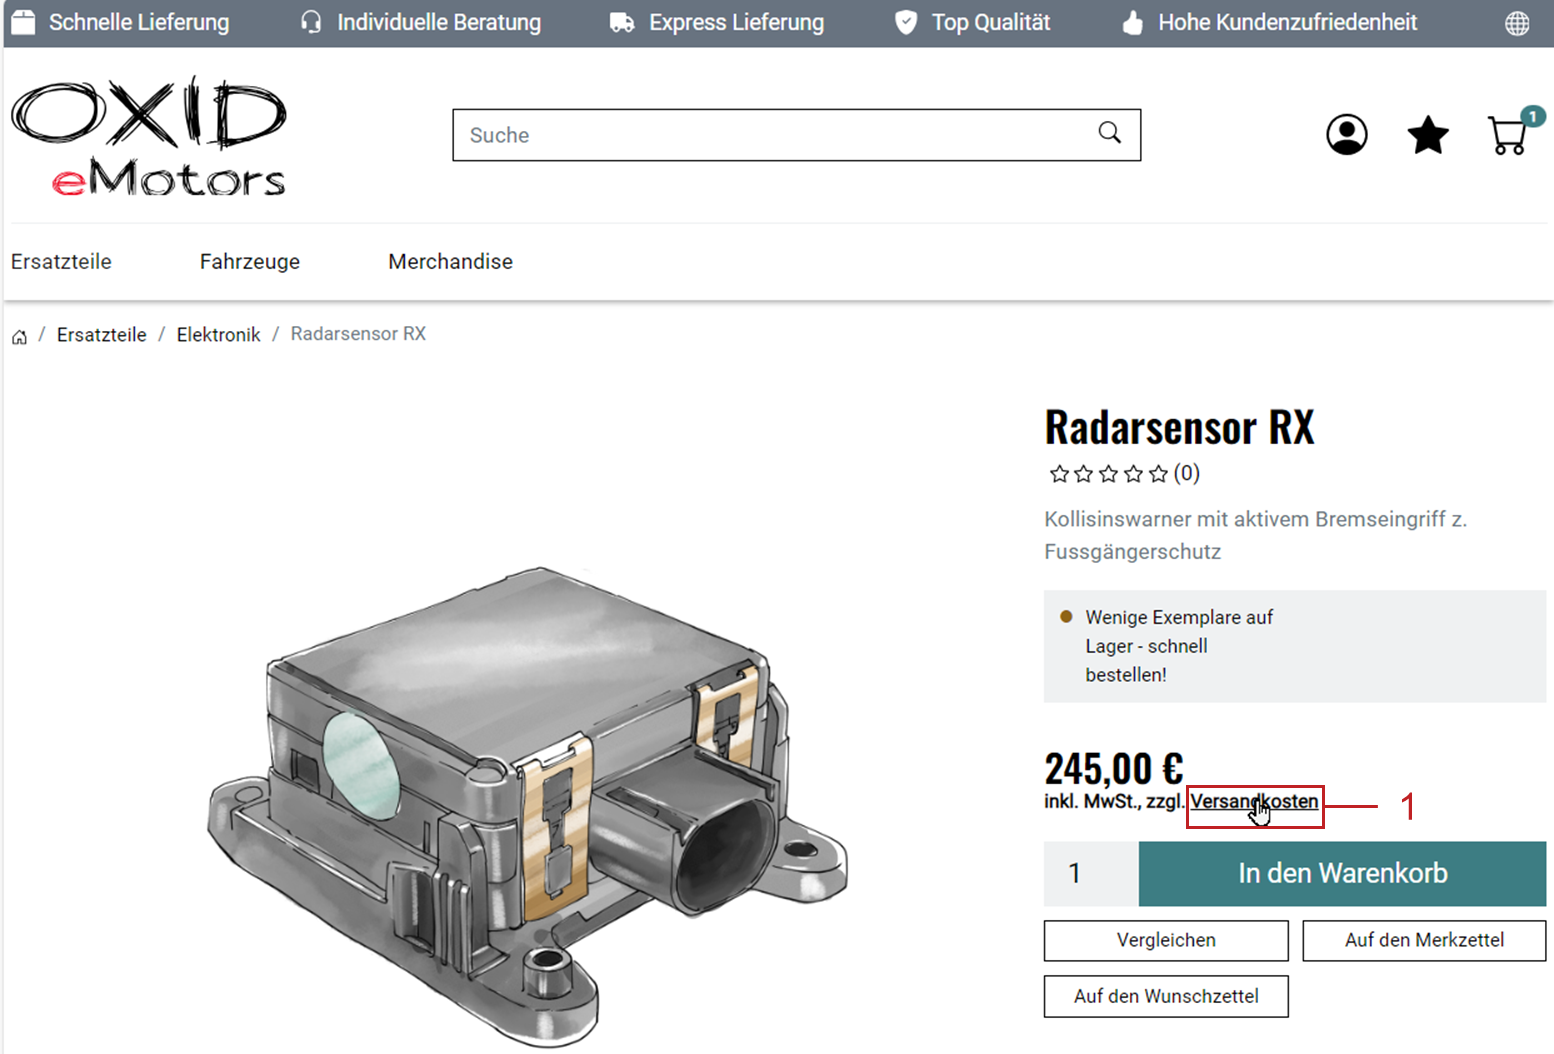 Schnelle Lieferung Individuelle Beratung Express Lieferung Top Qualität Hohe Kundenzufriedenheit
OXID
eMotors
Suche
1
Ersatzteile Fahrzeuge Merchandise
/ Ersatzteile / Elektronik / Radarsensor RX
Radarsensor RX
(0)
Kollisinswarner mit aktivem Bremseingriff z.
Fussgängerschutz
Wenige Exemplare auf
Lager - schnell
bestellen!
245,00 €
inkl. MwSt., zzgl. Versandkosten
1
1 In den Warenkorb
Vergleichen Auf den Merkzettel
Auf den Wunschzettel